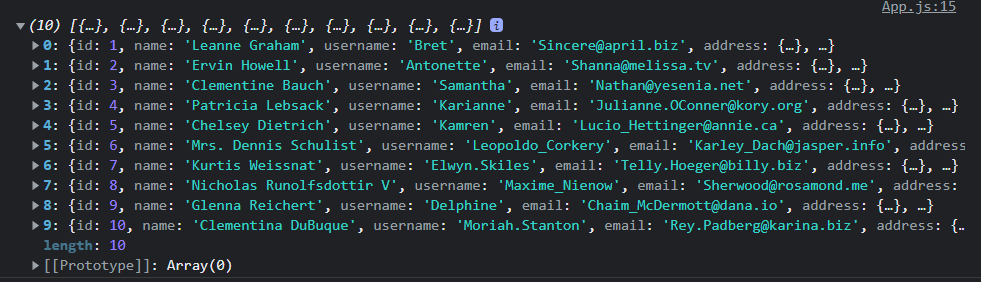 App.js:15
(10) [{…}, {…}, {…}, {…}, {…}, {…}, {…}, {…}, {…}, {…}] i
0: {id: 1, name: 'Leanne Graham', username: 'Bret', email: 'Sincere@april.biz', address: {…}, …}
1: {id: 2, name: 'Ervin Howell', username: 'Antonette', email: 'Shanna@melissa.tv', address: {…}, …}
2: {id: 3, name: 'Clementine Bauch', username: 'Samantha', email: 'Nathan@yesenia.net', address: {…}, …}
3: {id: 4, name: 'Patricia Lebsack', username: 'Karianne', email: 'Julianne.OConner@kory.org', address: {…}, …}
4: {id: 5, name: 'Chelsey Dietrich', username: 'Kamren', email: 'Lucio_Hettinger@annie.ca', address: {…}, …}
5: {id: 6, name: 'Mrs. Dennis Schulist', username: 'Leopoldo_Corkery', email: 'Karley_Dach@jasper.info', address
6: {id: 7, name: 'Kurtis Weissnat', username: 'Elwyn.Skiles', email: 'Telly.Hoeger@billy.biz', address: {…}, …}
7: {id: 8, name: 'Nicholas Runolfsdottir V', username: 'Maxime_Nienow', email: 'Sherwood@rosamond.me', address:
8: {id: 9, name: 'Glenna Reichert', username: 'Delphine', email: 'Chaim_McDermott@dana.io', address: {…}, …}
9: {id: 10, name: 'Clementina DuBuque', username: 'Moriah.Stanton', email: 'Rey.Padberg@karina.biz', address: {…
length: 10
[[Prototype]]: Array(0)